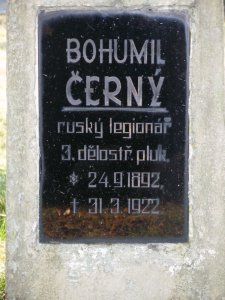 BOHUMIL
ČERNÝ
ruský legionář
3. dělostř. pluk.
* 24.9.1892.
† 31.3.1922